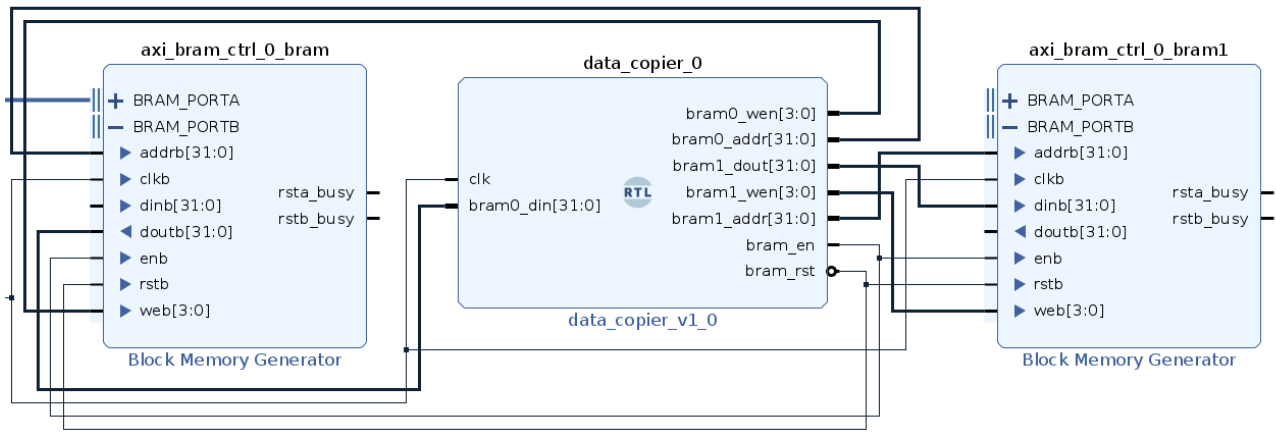 axi_bram_ctrl_0_bram
BRAM_PORTA
BRAM_PORTB
addrb[31:0]
clkb
dinb[31:0]
doutb[31:0]
enb
rstb
web[3:0]
rsta_busy
rstb_busy
Block Memory Generator
data_copier_0
clk
bram0_din[31:0]
RTL
bram0_wen[3:0]
bram0_addr[31:0]
bram1_dout[31:0]
bram1_wen[3:0]
bram1_addr[31:0]
bram_en
bram_rst
data_copier_v1_0
axi_bram_ctrl_0_bram1
BRAM_PORTA
BRAM_PORTB
addrb[31:0]
clkb
dinb[31:0]
doutb[31:0]
enb
rstb
web[3:0]
rsta_busy
rstb_busy
Block Memory Generator